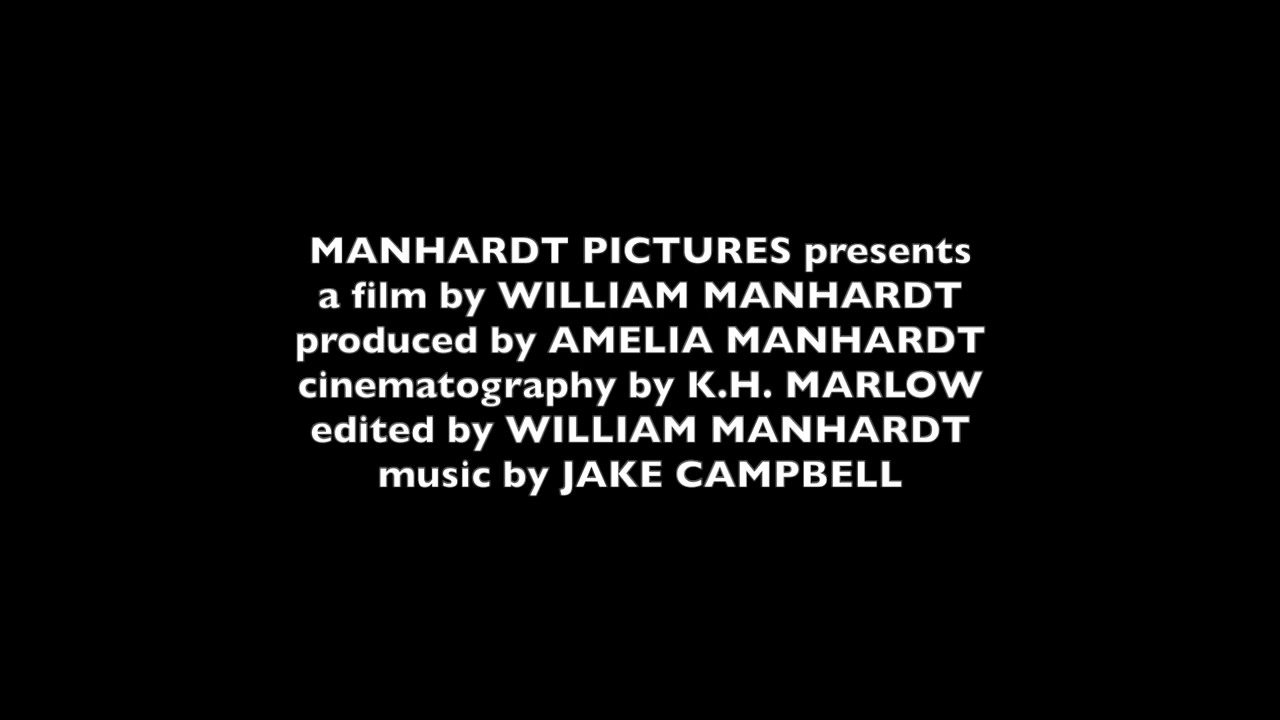 MANHARDT PICTURES presents
a film by WILLIAM MANHARDT
produced by AMELIA MANHARDT
cinematography by K.H. MARLOW
edited by WILLIAM MANHARDT
music by JAKE CAMPBELL